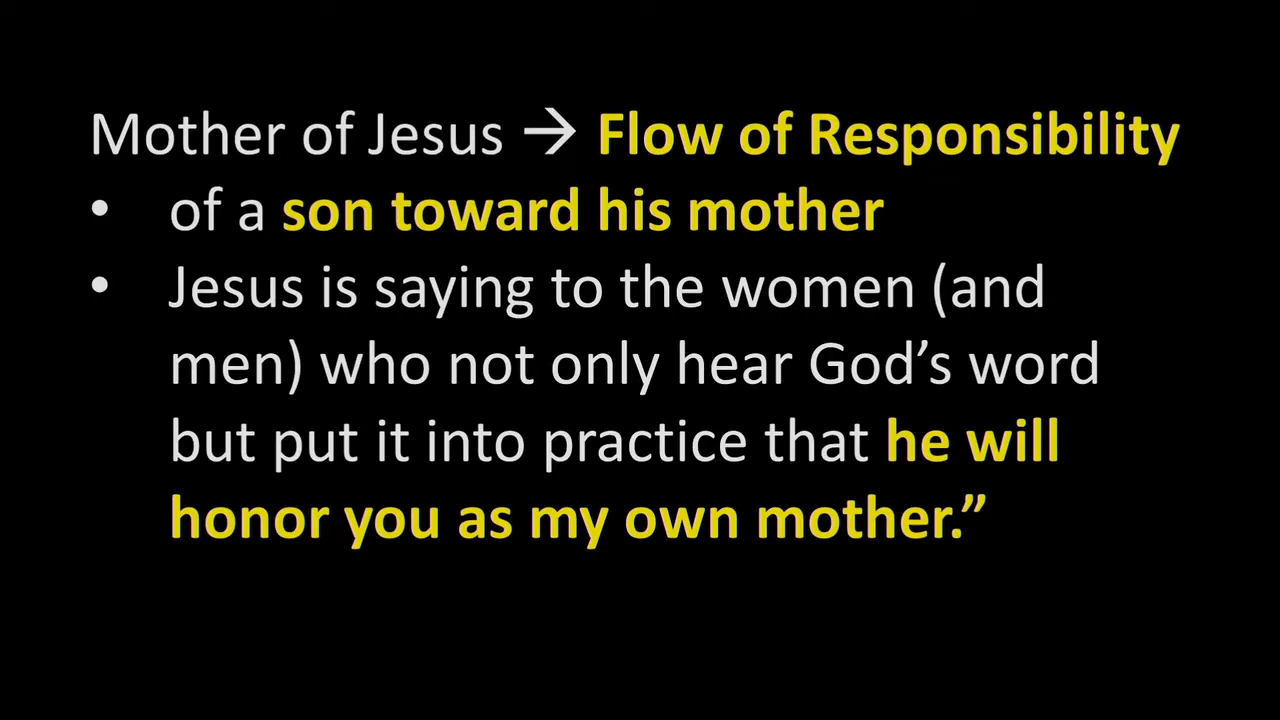 Mother of Jesus → Flow of Responsibility
• of a son toward his mother
• Jesus is saying to the women (and
men) who not only hear God’s word
but put it into practice that he will
honor you as my own mother.”